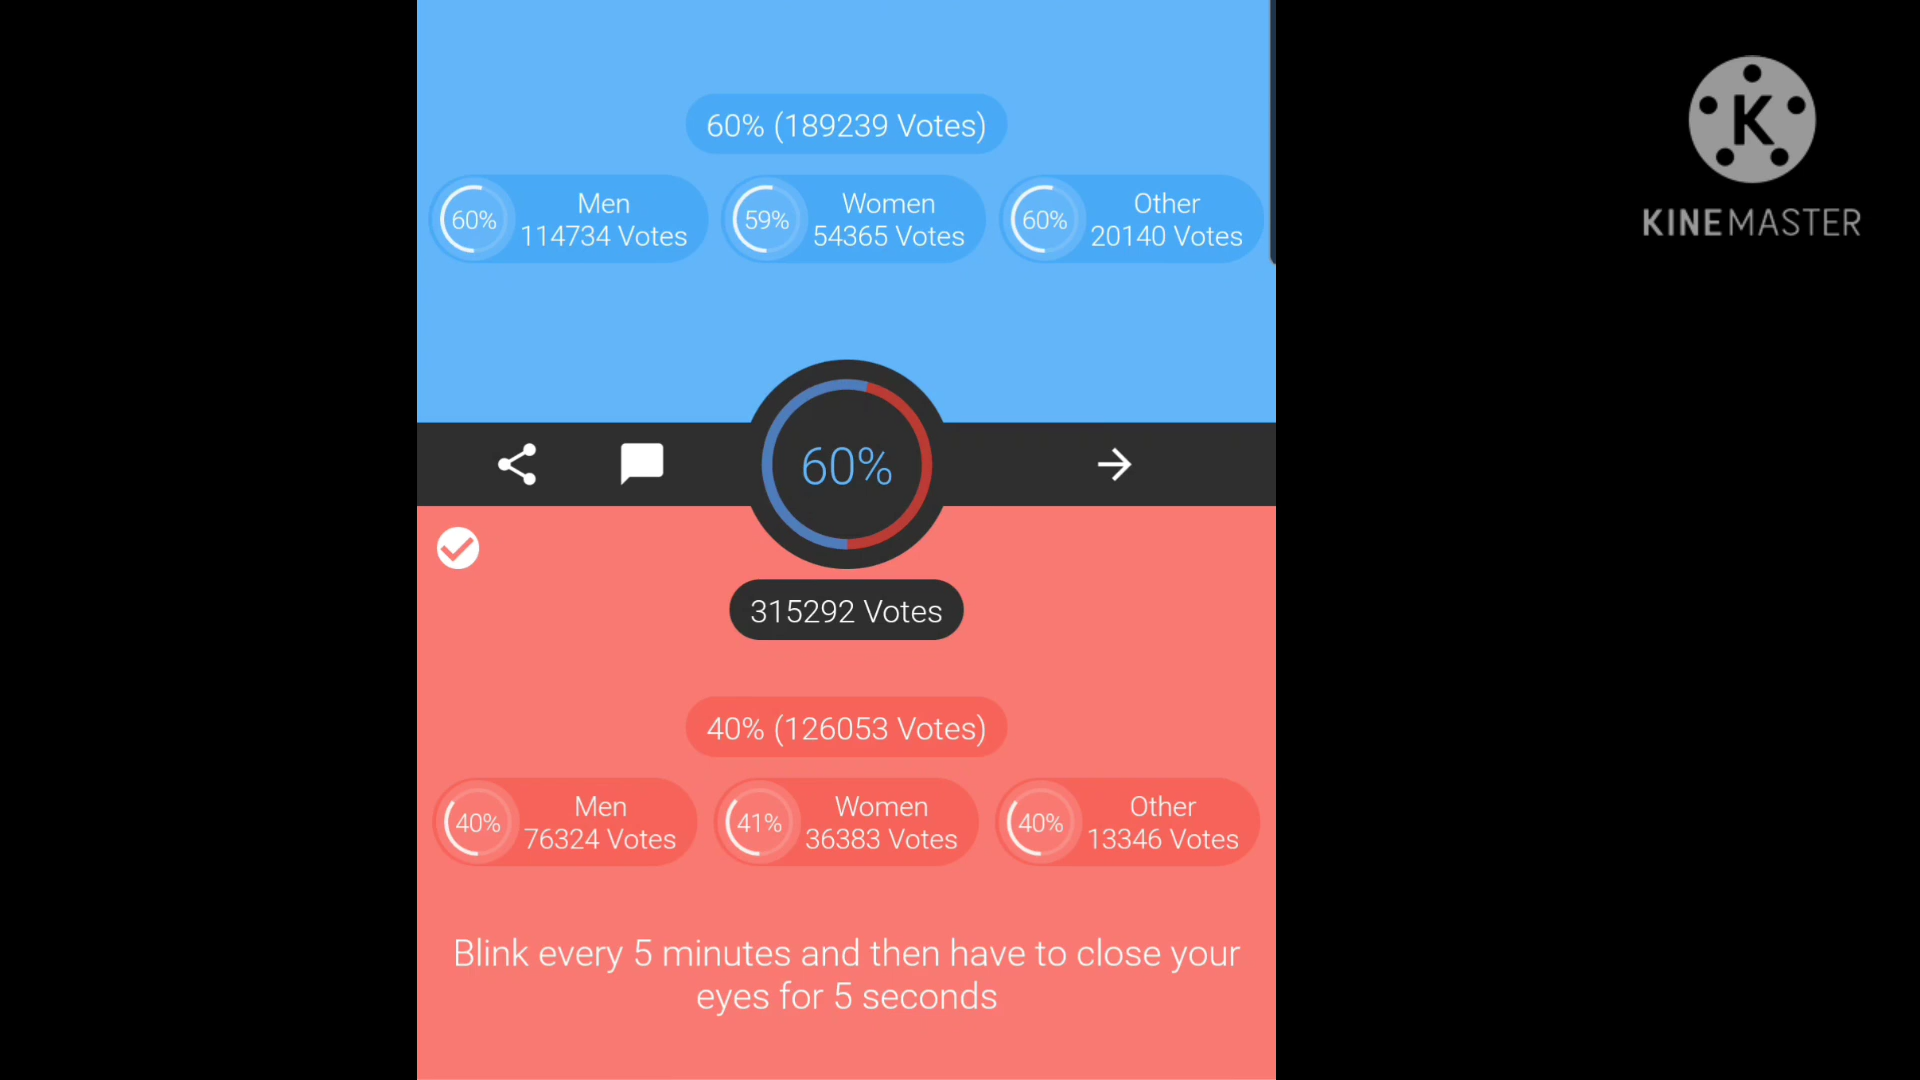 60% (189239 Votes)
60% Men 114734 Votes
59% Women 54365 Votes
60% Other 20140 Votes
KINEMASTER
60%
315292 Votes
40% (126053 Votes)
40% Men 76324 Votes
41% Women 36383 Votes
40% Other 13346 Votes
Blink every 5 minutes and then have to close your
eyes for 5 seconds